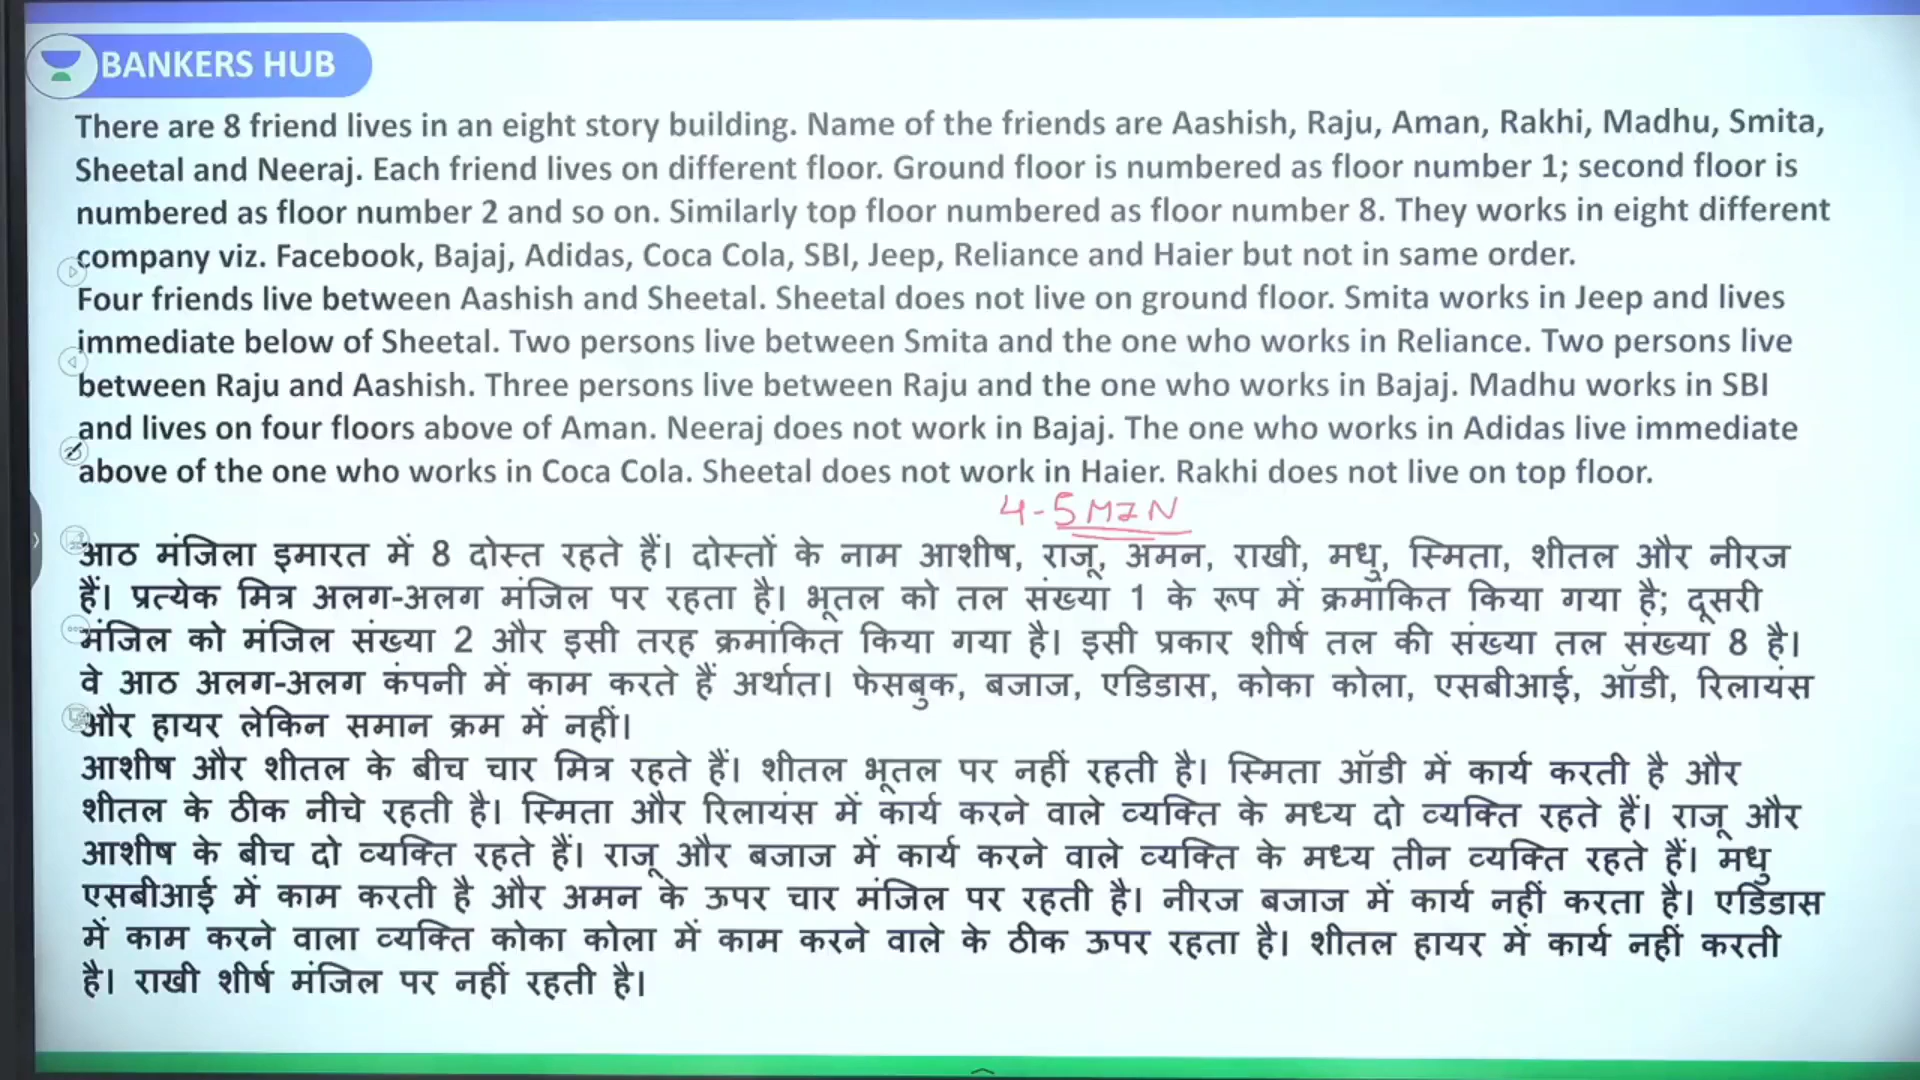 BANKERS HUB
There are 8 friend lives in an eight story building. Name of the friends are Aashish, Raju, Aman, Rakhi, Madhu, Smita,
Sheetal and Neeraj. Each friend lives on different floor. Ground floor is numbered as floor number 1; second floor is
numbered as floor number 2 and so on. Similarly top floor numbered as floor number 8. They works in eight different
company viz. Facebook, Bajaj, Adidas, Coca Cola, SBI, Jeep, Reliance and Haier but not in same order.
Four friends live between Aashish and Sheetal. Sheetal does not live on ground floor. Smita works in Jeep and lives
immediate below of Sheetal. Two persons live between Smita and the one who works in Reliance. Two persons live
between Raju and Aashish. Three persons live between Raju and the one who works in Bajaj. Madhu works in SBI
and lives on four floors above of Aman. Neeraj does not work in Bajaj. The one who works in Adidas live immediate
above of the one who works in Coca Cola. Sheetal does not work in Haier. Rakhi does not live on top floor.
4-5 MIN
आठ मंजिला इमारत में 8 दोस्त रहते हैं। दोस्तों के नाम आशीष, राजू, अमन, राखी, मधु, स्मिता, शीतल और नीरज
हैं। प्रत्येक मित्र अलग-अलग मंजिल पर रहता है। भूतल को तल संख्या 1 के रूप में क्रमांकित किया गया है; दूसरी
मंजिल को मंजिल संख्या 2 और इसी तरह क्रमांकित किया गया है। इसी प्रकार शीर्ष तल की संख्या तल संख्या 8 है।
वे आठ अलग-अलग कंपनी में काम करते हैं अर्थात। फेसबुक, बजाज, एडिडास, कोका कोला, एसबीआई, ऑडी, रिलायंस
और हायर लेकिन समान क्रम में नहीं।
आशीष और शीतल के बीच चार मित्र रहते हैं। शीतल भूतल पर नहीं रहती है। स्मिता ऑडी में कार्य करती है और
शीतल के ठीक नीचे रहती है। स्मिता और रिलायंस में कार्य करने वाले व्यक्ति के मध्य दो व्यक्ति रहते हैं। राजू और
आशीष के बीच दो व्यक्ति रहते हैं। राजू और बजाज में कार्य करने वाले व्यक्ति के मध्य तीन व्यक्ति रहते हैं। मधु
एसबीआई में काम करती है और अमन के ऊपर चार मंजिल पर रहती है। नीरज बजाज में कार्य नहीं करता है। एडिडास
में काम करने वाला व्यक्ति कोका कोला में काम करने वाले के ठीक ऊपर रहता है। शीतल हायर में कार्य नहीं करती
है। राखी शीर्ष मंजिल पर नहीं रहती है।